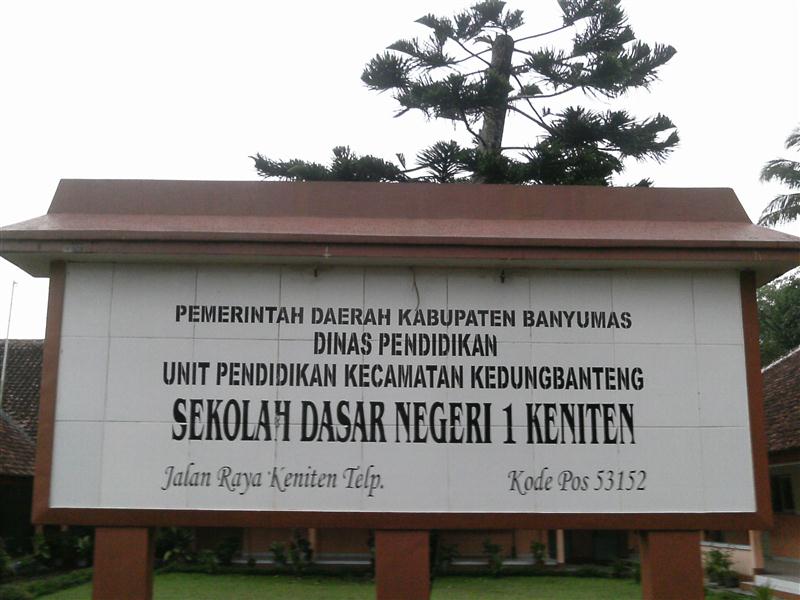 PEMERINTAH DAERAH KABUPATEN BANYUMAS
DINAS PENDIDIKAN
UNIT PENDIDIKAN KECAMATAN KEDUNGBANTENG
SEKOLAH DASAR NEGERI 1 KENITEN
Jalan Raya Keniten Telp. Kode Pos 53152